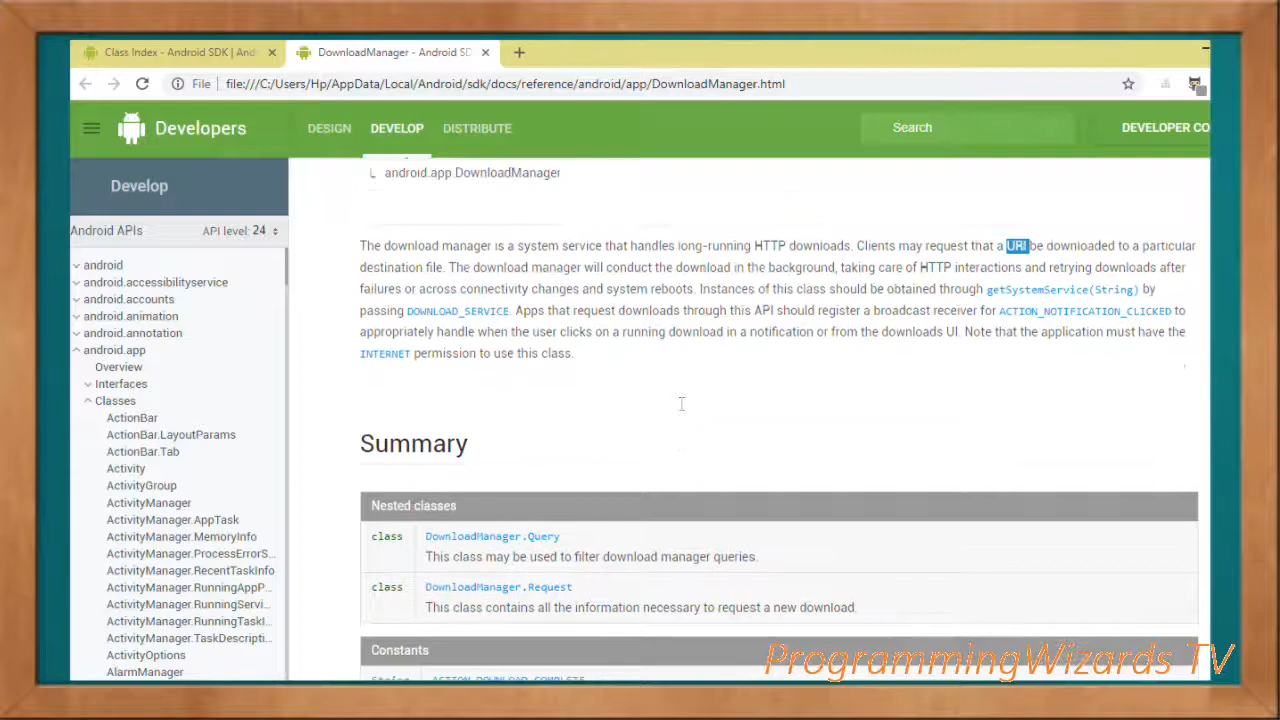 Class Index - Android SDK | And
DownloadManager - Android SD
File file:///C:/Users/Hp/AppData/Local/Android/sdk/docs/reference/android/app/DownloadManager.html
Developers
DESIGN DEVELOP DISTRIBUTE
Search
DEVELOPER CO
Develop
Android APIs API level: 24
android
android.accessibilityservice
android.accounts
android.animation
android.annotation
android.app
Overview
Interfaces
Classes
ActionBar
ActionBar.LayoutParams
ActionBar.Tab
Activity
ActivityGroup
ActivityManager
ActivityManager.AppTask
ActivityManager.MemoryInfo
ActivityManager.ProcessErrorS...
ActivityManager.RecentTaskInfo
ActivityManager.RunningAppP...
ActivityManager.RunningServi...
ActivityManager.RunningTaskI...
ActivityManager.TaskDescripti...
ActivityOptions
AlarmManager
android.app.DownloadManager
The download manager is a system service that handles long-running HTTP downloads. Clients may request that a URI be downloaded to a particular
destination file. The download manager will conduct the download in the background, taking care of HTTP interactions and retrying downloads after
failures or across connectivity changes and system reboots. Instances of this class should be obtained through getSystemService(String) by
passing DOWNLOAD_SERVICE. Apps that request downloads through this API should register a broadcast receiver for ACTION_NOTIFICATION_CLICKED to
appropriately handle when the user clicks on a running download in a notification or from the downloads UI. Note that the application must have the
INTERNET permission to use this class.
Summary
Nested classes
class DownloadManager.Query
This class may be used to filter download manager queries.
class DownloadManager.Request
This class contains all the information necessary to request a new download.
Constants
String ACTION_DOWNLOAD_COMPLETE
ProgrammingWizards TV